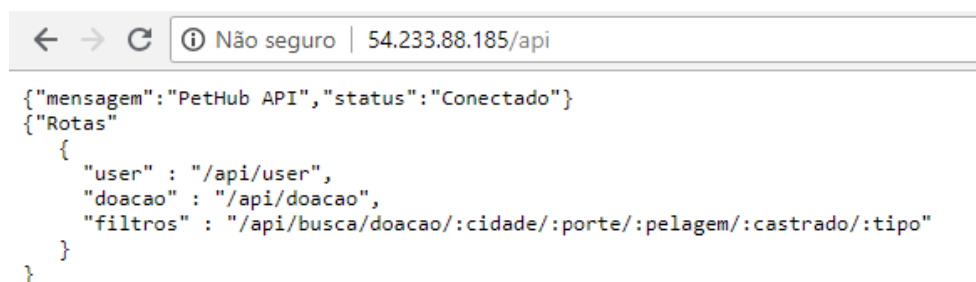 Não seguro | 54.233.88.185/api
{"mensagem":"PetHub API","status":"Conectado"}
{"Rotas"
   {
     "user" : "/api/user",
     "doacao" : "/api/doacao",
     "filtros" : "/api/busca/doacao/:cidade/:porte/:pelagem/:castrado/:tipo"
   }
}